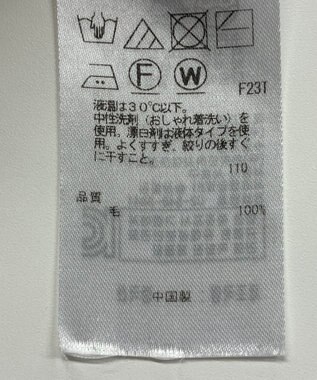 F
W
F23T
液温は30℃以下。
中性洗剤（おしゃれ着洗い）を
使用。漂白剤は液体タイプを使
用。よくすすぎ、絞りの後すぐ
に干すこと。
110
品質
毛 100%
中国製